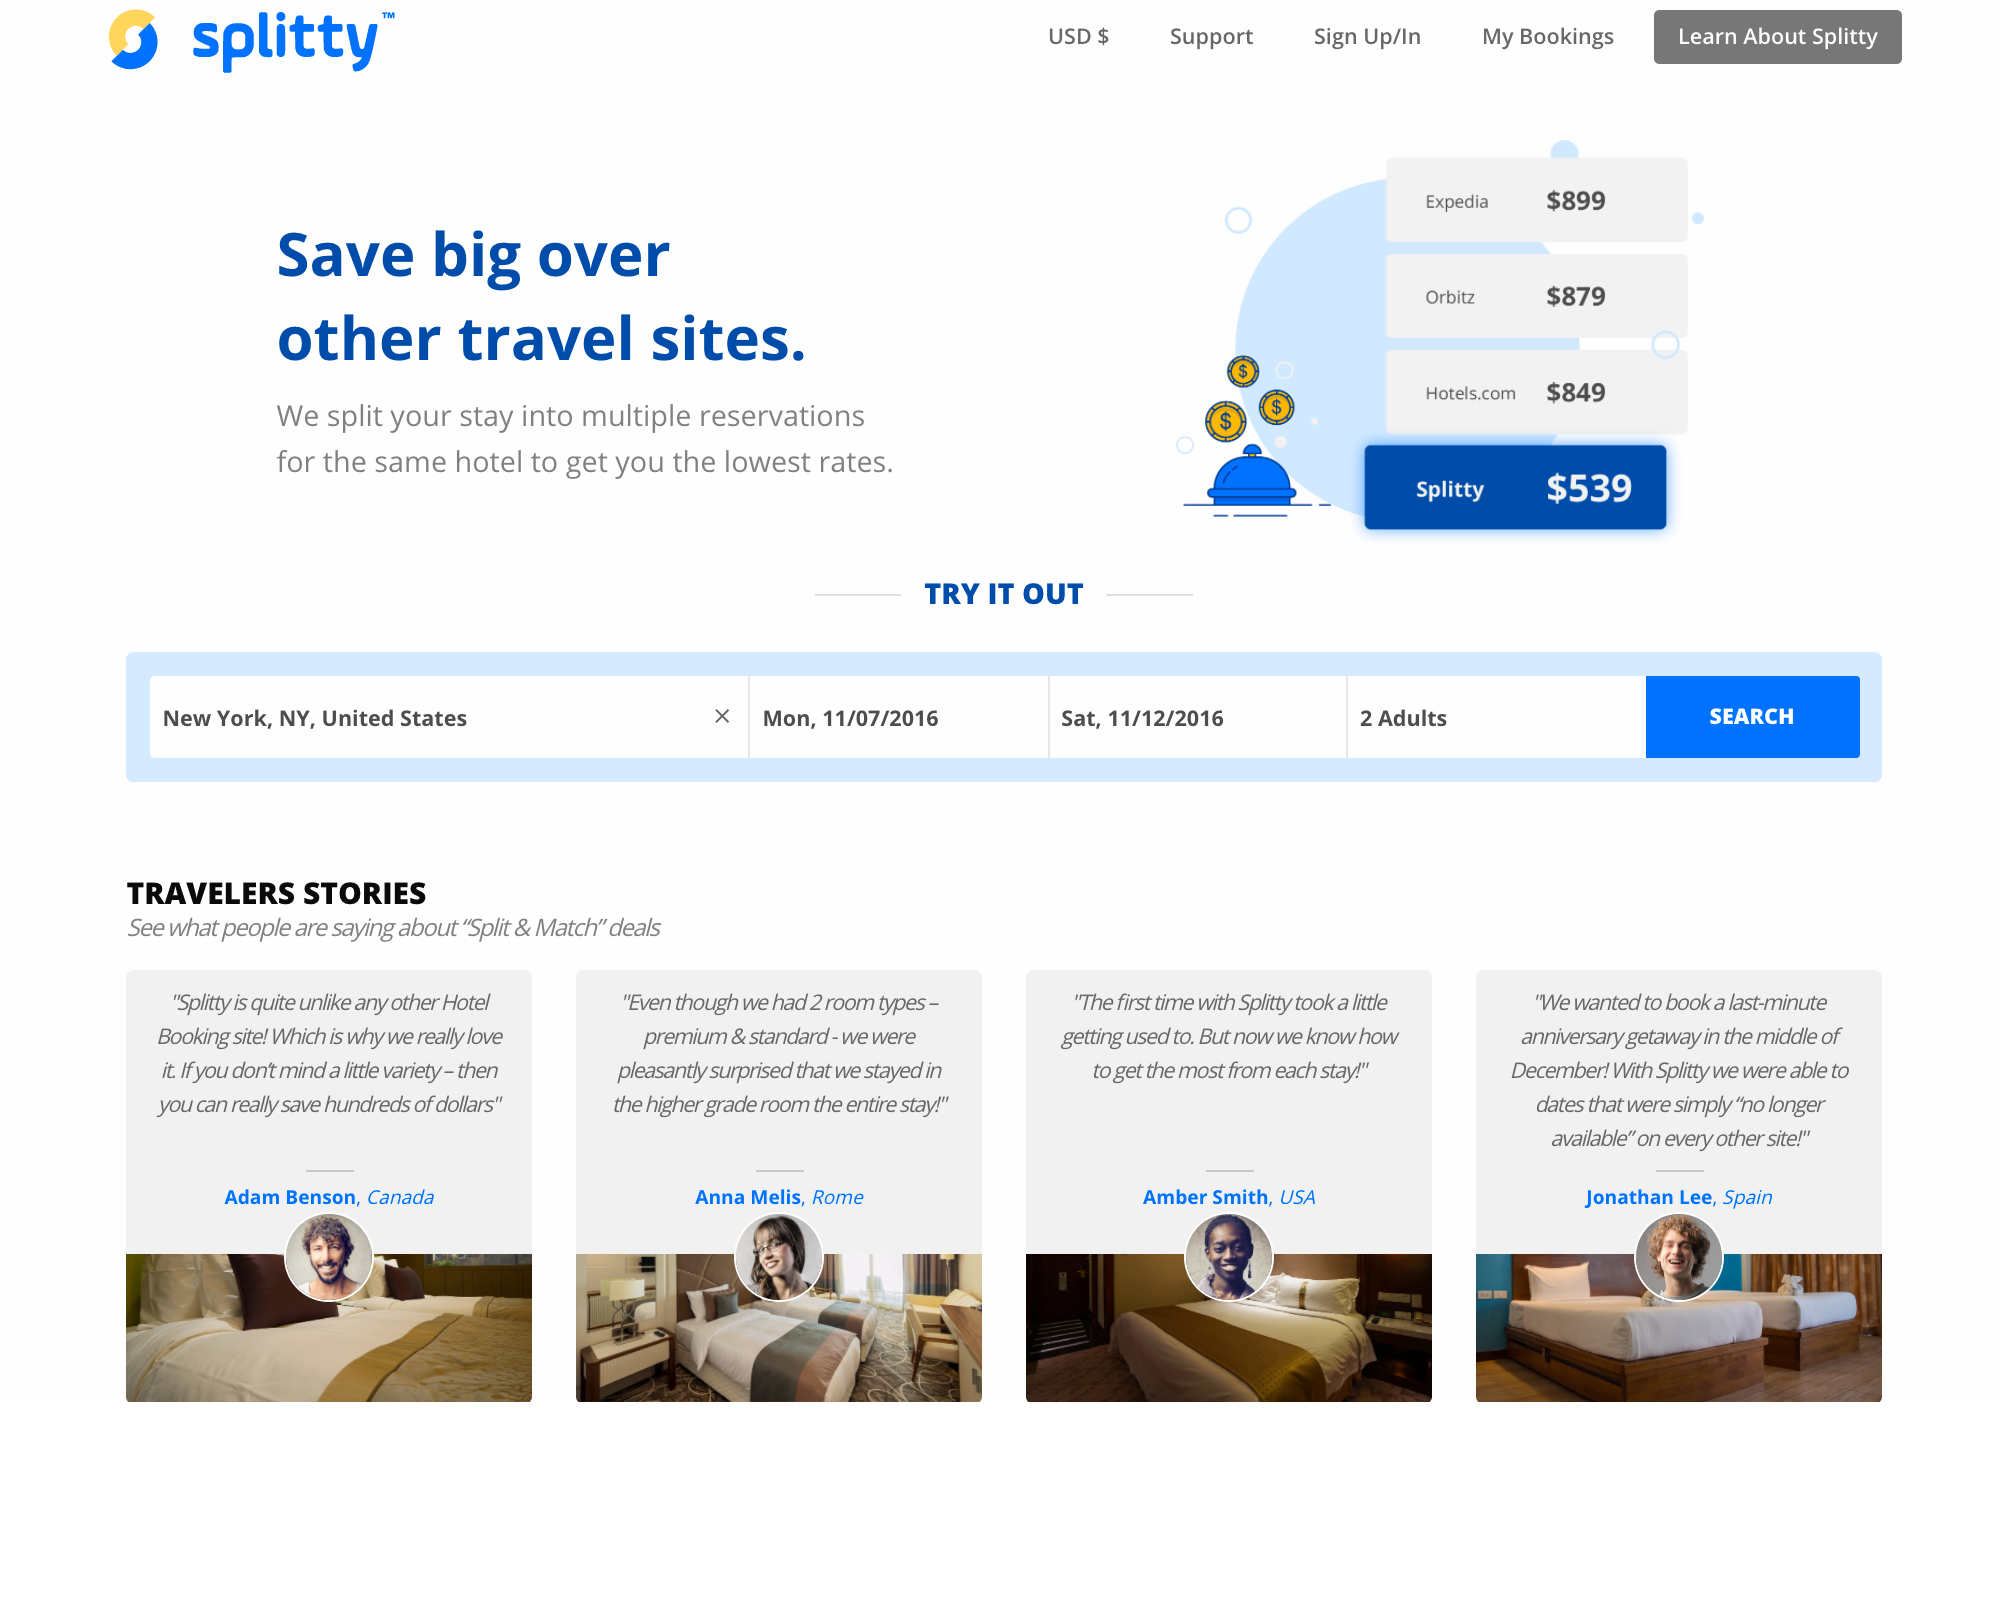 splitty™
USD $
Support
Sign Up/In
My Bookings
Learn About Splitty
Save big over
other travel sites.
We split your stay into multiple reservations
for the same hotel to get you the lowest rates.
Expedia $899
Orbitz $879
Hotels.com $849
Splitty $539
$
$
$
TRY IT OUT
New York, NY, United States
Mon, 11/07/2016
Sat, 11/12/2016
2 Adults
SEARCH
TRAVELERS STORIES
See what people are saying about “Split & Match” deals
"Splitty is quite unlike any other Hotel
Booking site! Which is why we really love
it. If you don’t mind a little variety – then
you can really save hundreds of dollars"
Adam Benson, Canada
"Even though we had 2 room types –
premium & standard - we were
pleasantly surprised that we stayed in
the higher grade room the entire stay!"
Anna Melis, Rome
"The first time with Splitty took a little
getting used to. But now we know how
to get the most from each stay!"
Amber Smith, USA
"We wanted to book a last-minute
anniversary getaway in the middle of
December! With Splitty we were able to
dates that were simply “no longer
available” on every other site!"
Jonathan Lee, Spain